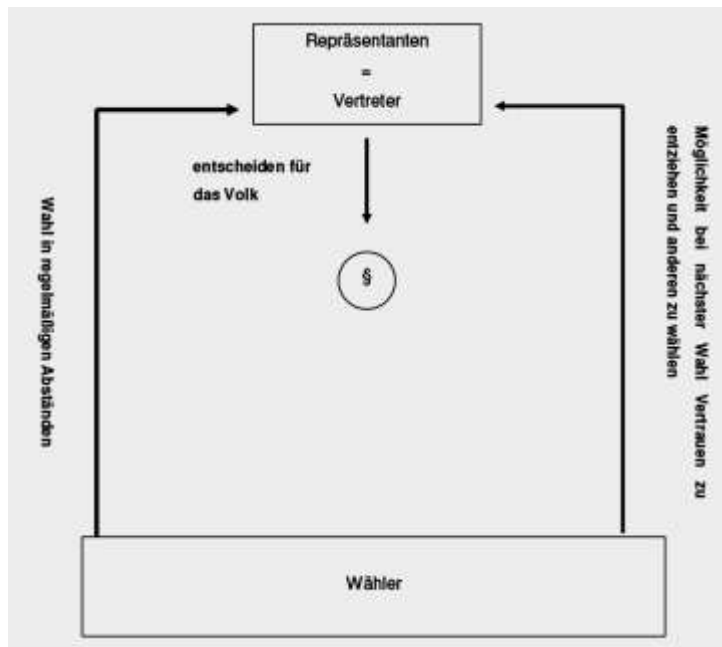 Repräsentanten
=
Vertreter
entscheiden für
das Volk
§
Wahl in regelmäßigen Abständen
Möglichkeit bei nächster Wahl Vertrauen zu
entziehen und anderen zu wählen
Wähler